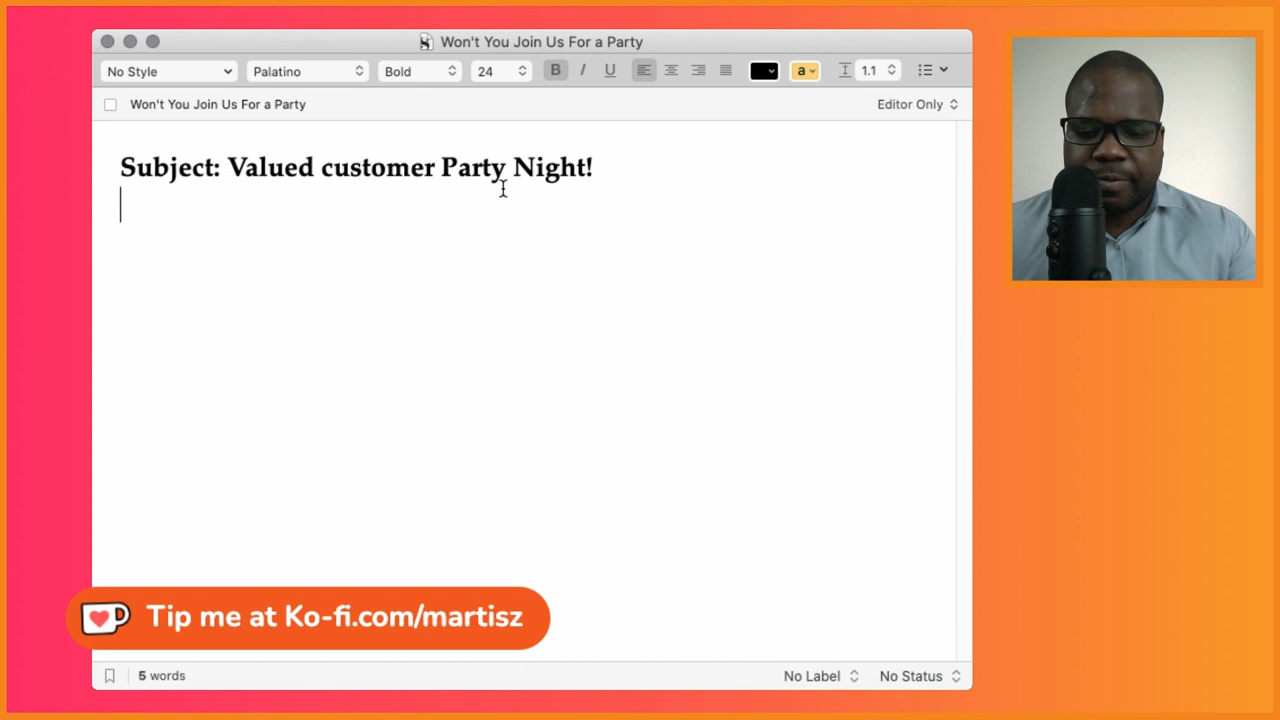 Won't You Join Us For a Party
No Style Palatino Bold 24 B I U a 1.1
Won't You Join Us For a Party Editor Only
Subject: Valued customer Party Night!
Tip me at Ko-fi.com/martisz
5 words No Label No Status